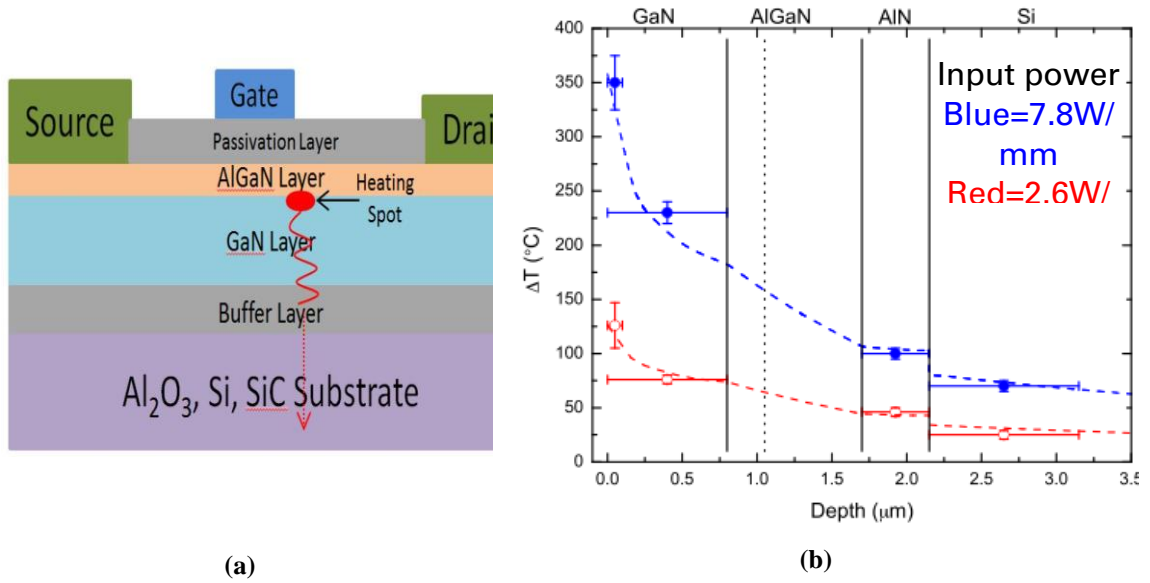 Source
Gate
Drai
Passivation Layer
AlGaN Layer
Heating
Spot
GaN Layer
Buffer Layer
Al2O3, Si, SiC Substrate
(a)
GaN AlGaN AlN Si
400
350
300
250
200
150
100
50
0
ΔT (°C)
Input power
Blue=7.8W/
mm
Red=2.6W/
0.0 0.5 1.0 1.5 2.0 2.5 3.0 3.5
Depth (μm)
(b)